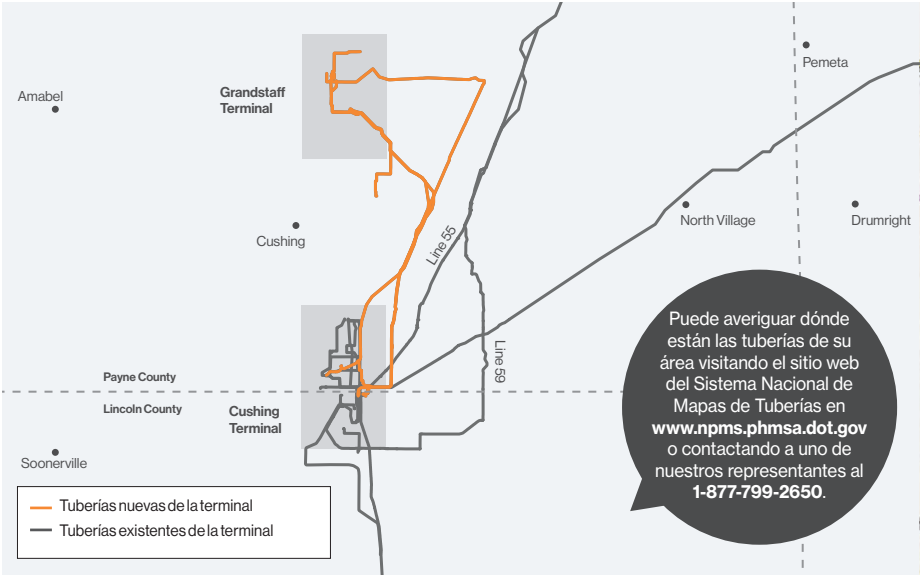 Pemeta
Amabel
Grandstaff
Terminal
North Village
Drumright
Cushing
Line 55
Line 59
Puede averiguar dónde
están las tuberías de su
área visitando el sitio web
del Sistema Nacional de
Mapas de Tuberías en
www.npms.phmsa.dot.gov
o contactando a uno de
nuestros representantes al
1-877-799-2650.
Payne County
Lincoln County
Cushing
Terminal
Soonerville
Tuberías nuevas de la terminal
Tuberías existentes de la terminal